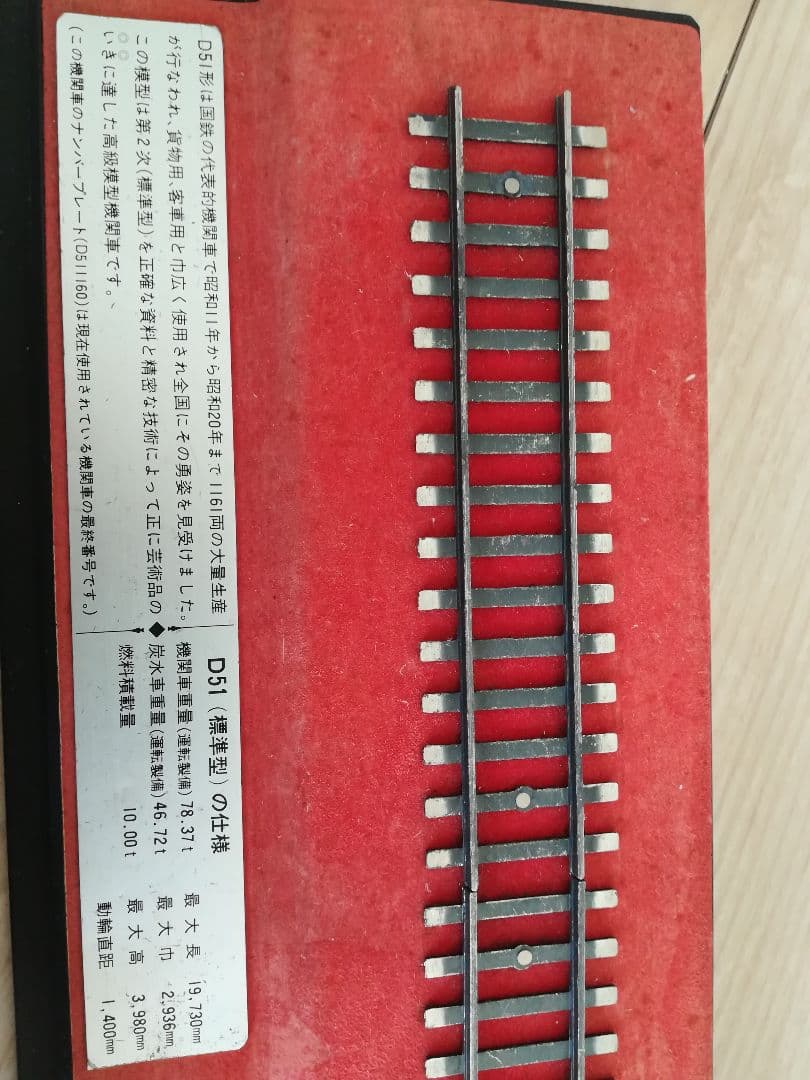 D51形は国鉄の代表的機関車で昭和11年から昭和20年まで1161両の大量生産
が行なわれ、貨物用、客車用と巾広く使用され全国にその勇姿を見受けました。
この模型は第2次(標準型)を正確な資料と精密な技術によって正に芸術品の
いきに達した高級模型機関車です。
(この機関車のナンバープレート(D511160)は現在使用されている機関車の最終番号です。)
D51(標準型)の仕様
機関車重量(運転製備) 78.37t 最大長 19,730mm
炭水車重量(運転製備) 46.72t 最大巾 2,936mm
燃料積載量 10.00t 最大高 3,980mm
動輪直距 1,400mm